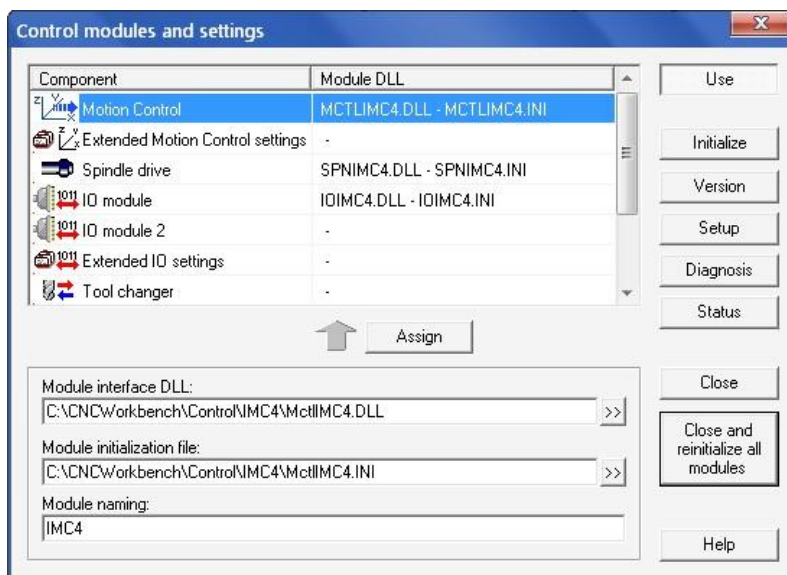 Control modules and settings
Component Module DLL
Motion Control MCTLIMC4.DLL - MCTLIMC4.INI
Extended Motion Control settings -
Spindle drive SPNIMC4.DLL - SPNIMC4.INI
IO module IOIMC4.DLL - IOIMC4.INI
IO module 2 -
Extended IO settings -
Tool changer -
Assign
Module interface DLL:
C:\CNCWorkbench\Control\IMC4\MctlIMC4.DLL >>
Module initialization file:
C:\CNCWorkbench\Control\IMC4\MctlIMC4.INI >>
Module naming:
IMC4
Use
Initialize
Version
Setup
Diagnosis
Status
Close
Close and
reinitialize all
modules
Help